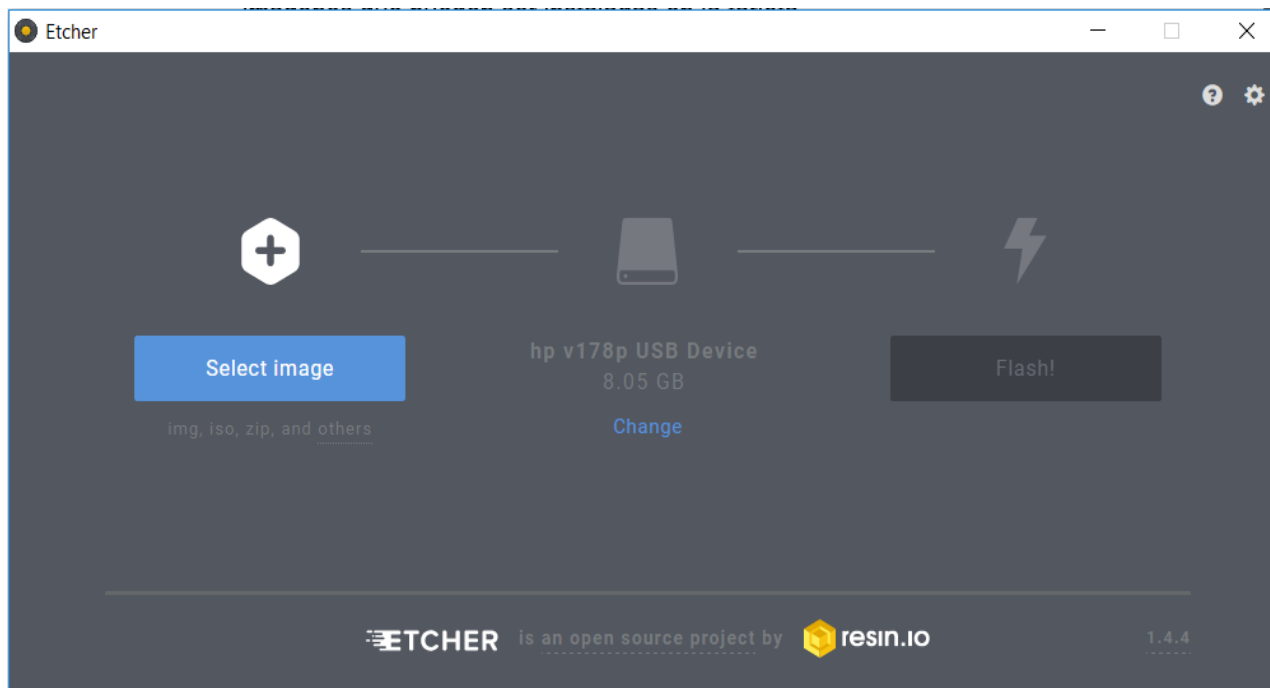 Etcher
Select image
img, iso, zip, and others
hp v178p USB Device
8.05 GB
Change
Flash!
ETCHER is an open source project by resin.io
1.4.4